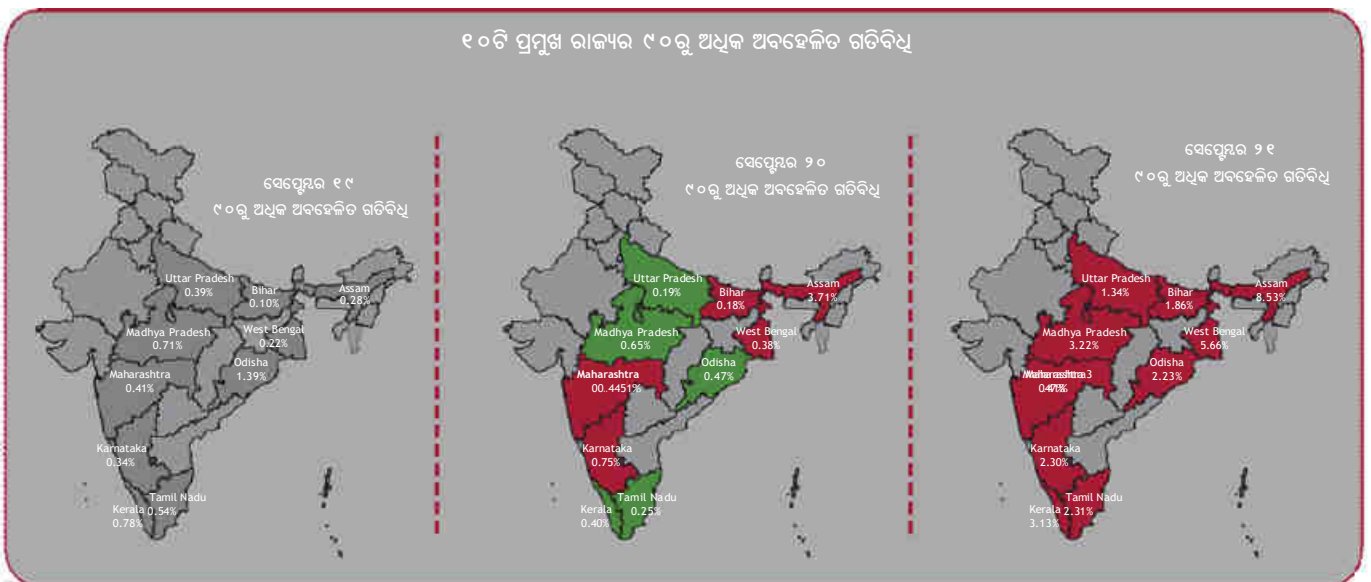 ୧୦ଟି ପ୍ରମୁଖ ରାଜ୍ୟର ୯୦ରୁ ଅଧିକ ଅବହେଳିତ ଗତିବିଧି
ସେପ୍ଟେମ୍ବର ୧୯
୯୦ରୁ ଅଧିକ ଅବହେଳିତ ଗତିବିଧି
Uttar Pradesh
0.39%
Bihar
0.10%
Assam
0.28%
Madhya Pradesh
0.71%
West Bengal
0.22%
Maharashtra
0.41%
Odisha
1.39%
Karnataka
0.34%
Tamil Nadu
0.54%
Kerala
0.78%
ସେପ୍ଟେମ୍ବର ୨୦
୯୦ରୁ ଅଧିକ ଅବହେଳିତ ଗତିବିଧି
Uttar Pradesh
0.19%
Bihar
0.18%
Assam
3.71%
Madhya Pradesh
0.65%
West Bengal
0.38%
Maharashtra
Odisha
0.47%
Karnataka
0.75%
Tamil Nadu
0.25%
Kerala
0.40%
ସେପ୍ଟେମ୍ବର ୨୧
୯୦ରୁ ଅଧିକ ଅବହେଳିତ ଗତିବିଧି
Uttar Pradesh
1.34%
Bihar
1.86%
Assam
8.53%
Madhya Pradesh
3.22%
West Bengal
5.66%
Odisha
2.23%
Karnataka
2.30%
Tamil Nadu
2.31%
Kerala
3.13%